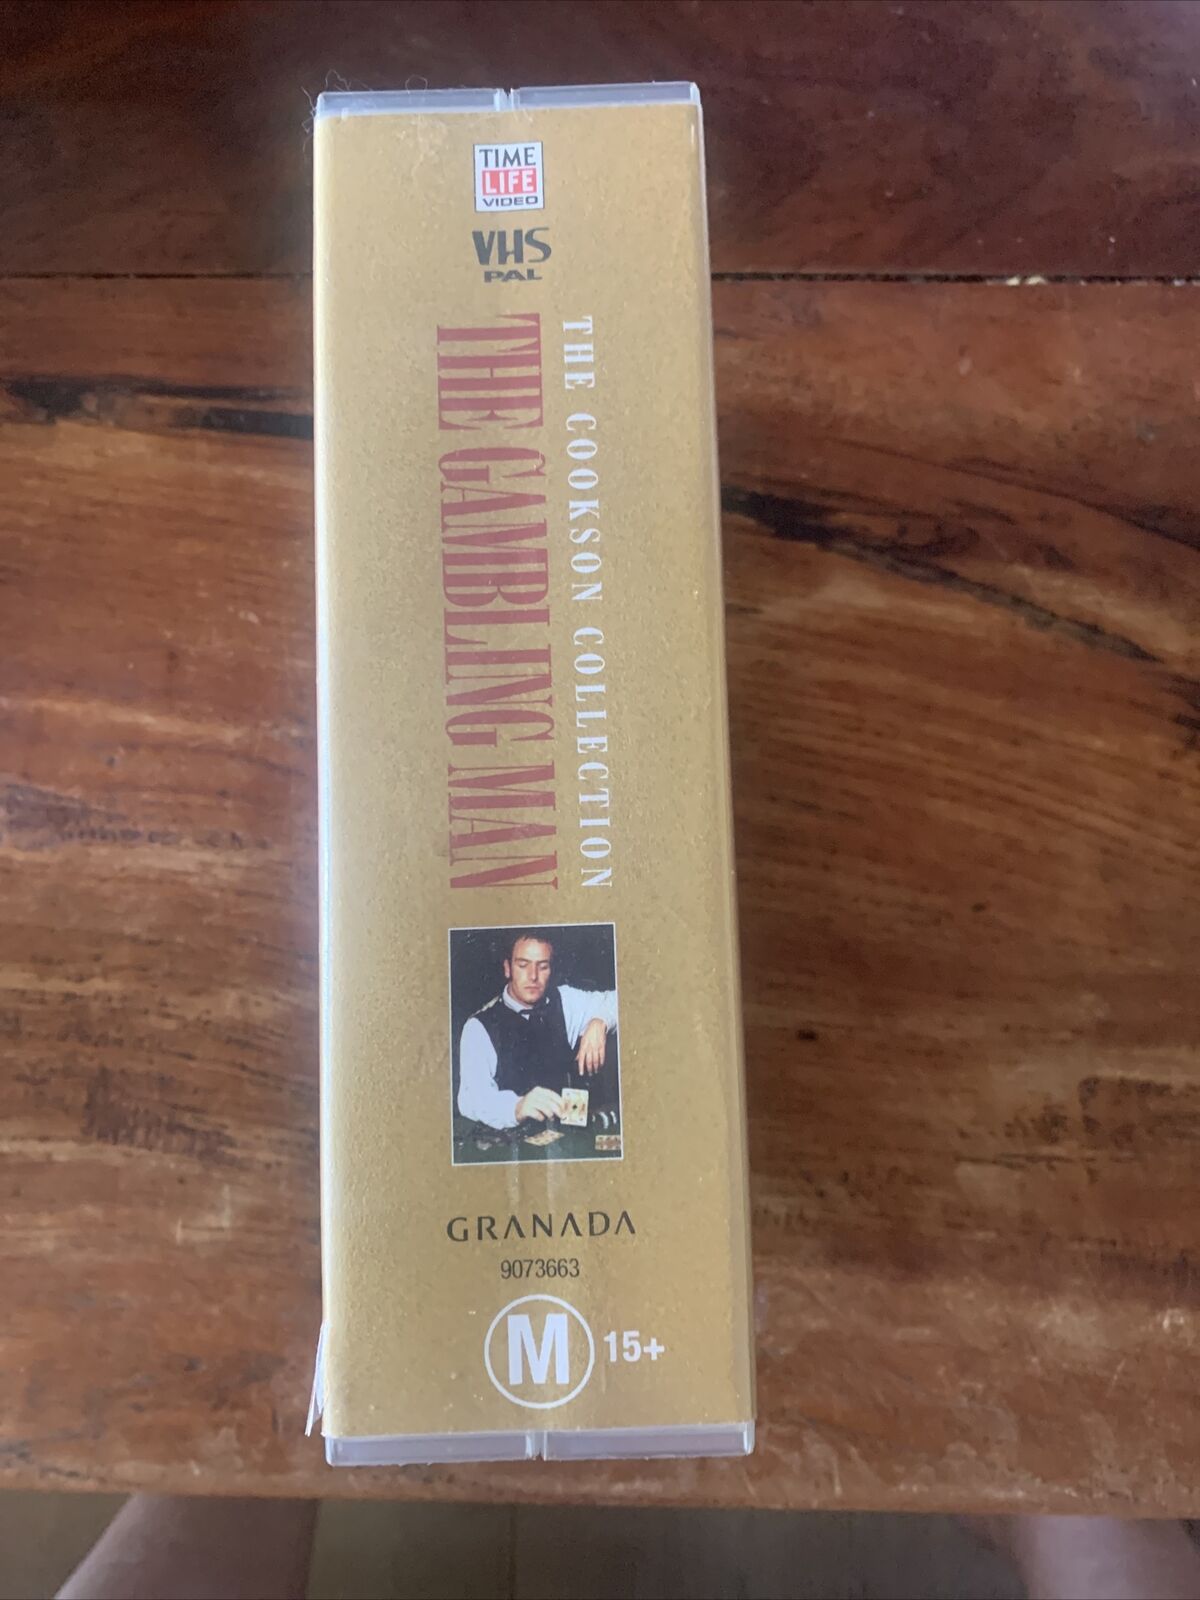 TIME
LIFE
VIDEO
VHS
PAL
THE COOKSON COLLECTION
THE GAMBLING MAN
GRANADA
9073663
M 15+